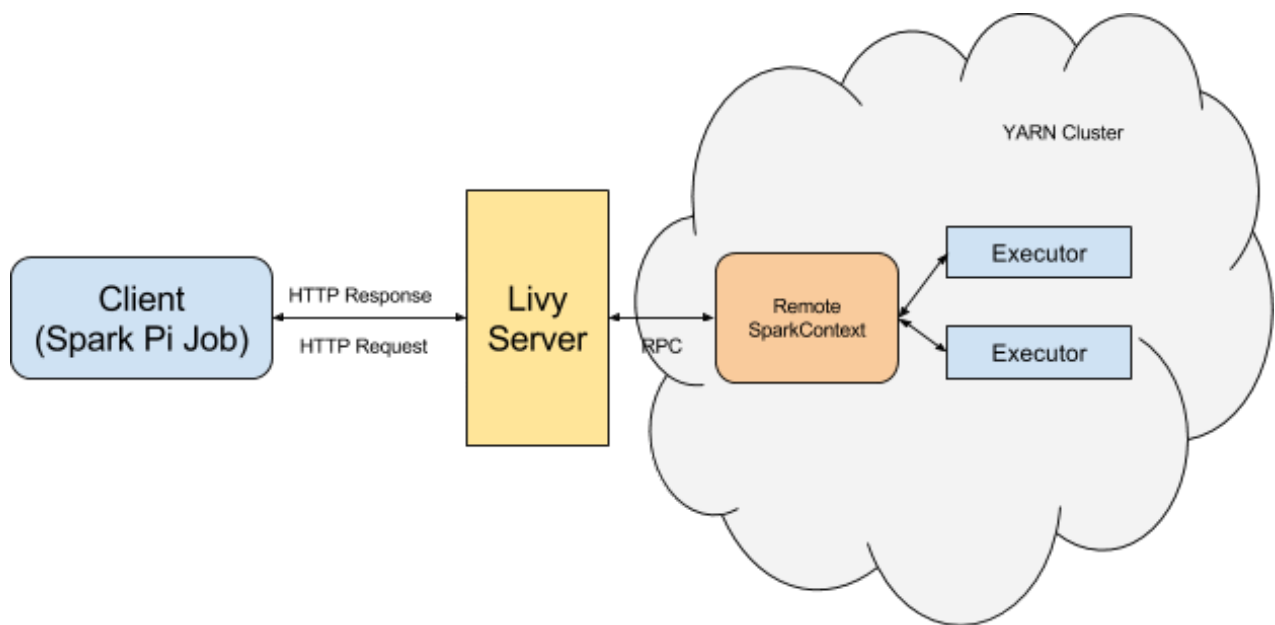 YARN Cluster
Client
(Spark Pi Job)
HTTP Response
HTTP Request
Livy
Server
RPC
Remote
SparkContext
Executor
Executor